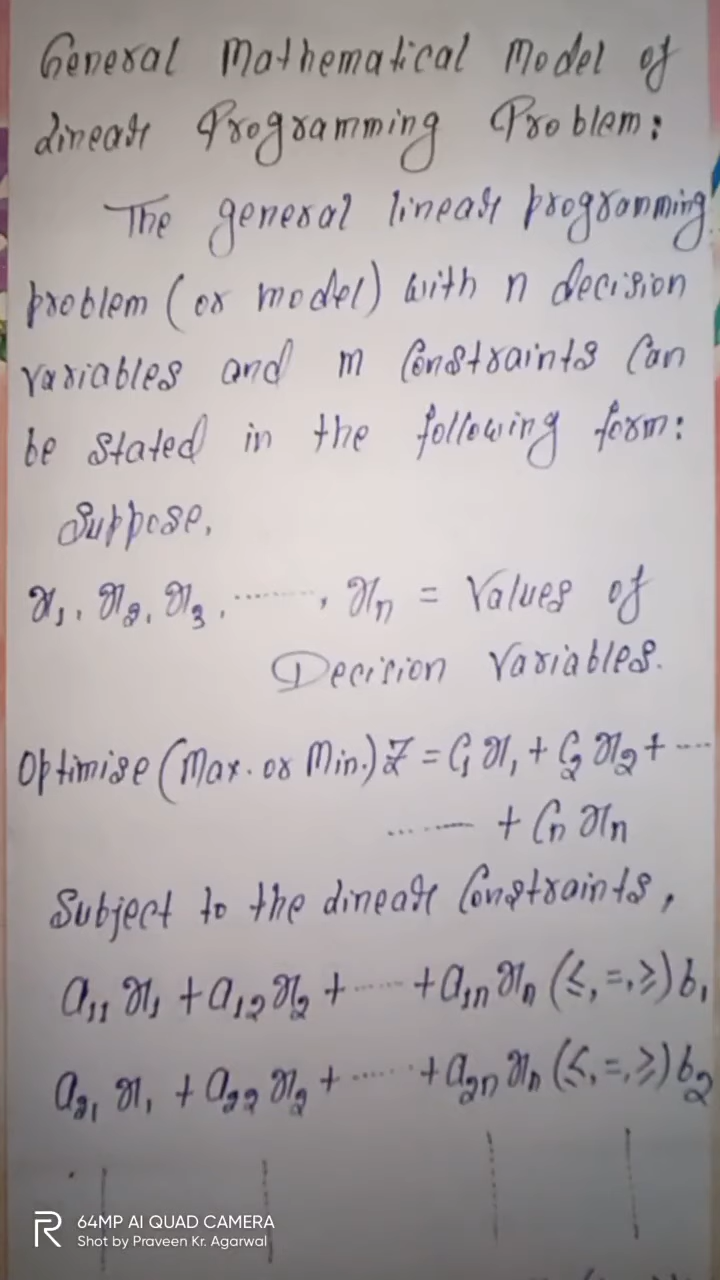 General Mathematical Model of
Linear Programming Problem:
The general linear programming
problem (or model) with n decision
variables and m Constraints Can
be stated in the following form:
Suppose,
x₁, x₂, x₃, ........, xₙ = Values of
Decision Variables.
Optimise (Max. or Min.) Z = C₁ x₁ + C₂ x₂ + ....
........ + Cₙ xₙ
Subject to the Linear Constraints,
a₁₁ x₁ + a₁₂ x₂ + ...... + a₁ₙ xₙ (≤, =, ≥) b₁
a₂₁ x₁ + a₂₂ x₂ + ...... + a₂ₙ xₙ (≤, =, ≥) b₂
R 64MP AI QUAD CAMERA
Shot by Praveen Kr. Agarwal